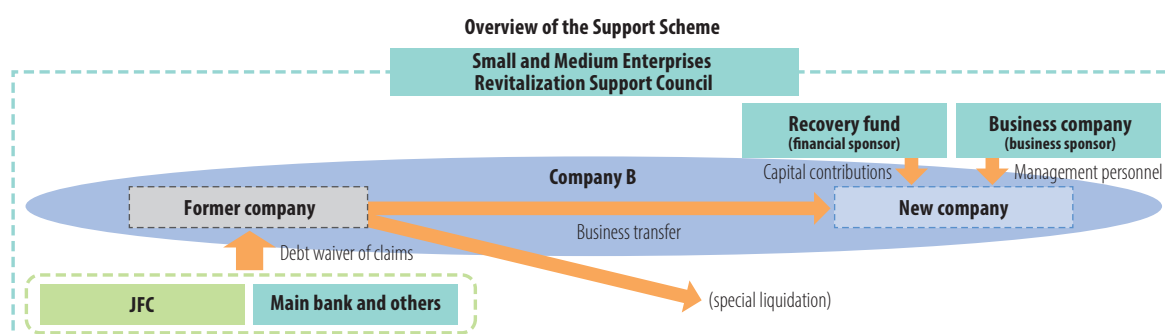 Overview of the Support Scheme
Small and Medium Enterprises
Revitalization Support Council
Recovery fund
(financial sponsor)
Business company
(business sponsor)
Capital contributions
Management personnel
Company B
Former company
New company
Business transfer
Debt waiver of claims
JFC
Main bank and others
(special liquidation)